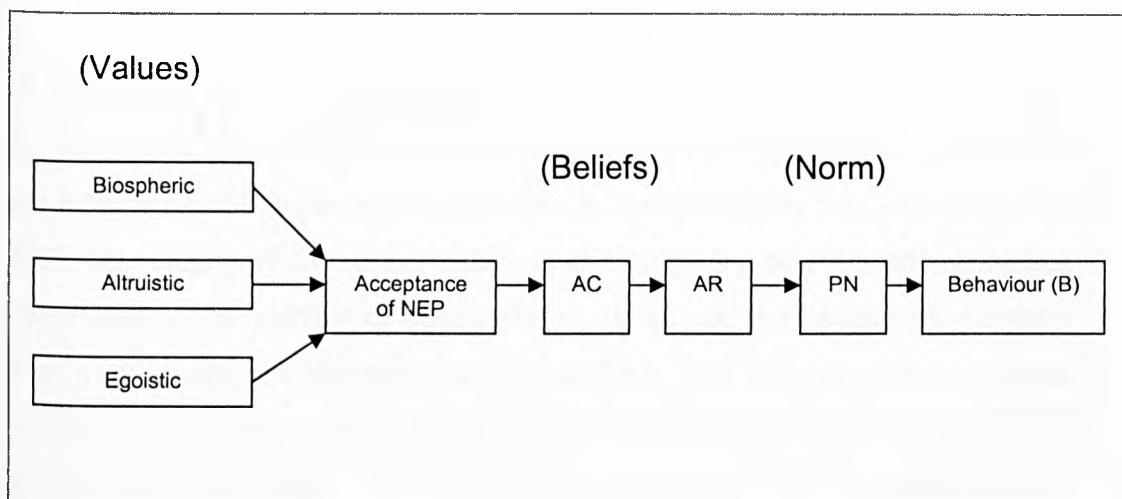 (Values)
(Beliefs) (Norm)
Biospheric
Altruistic
Egoistic
Acceptance
of NEP
AC
AR
PN
Behaviour (B)